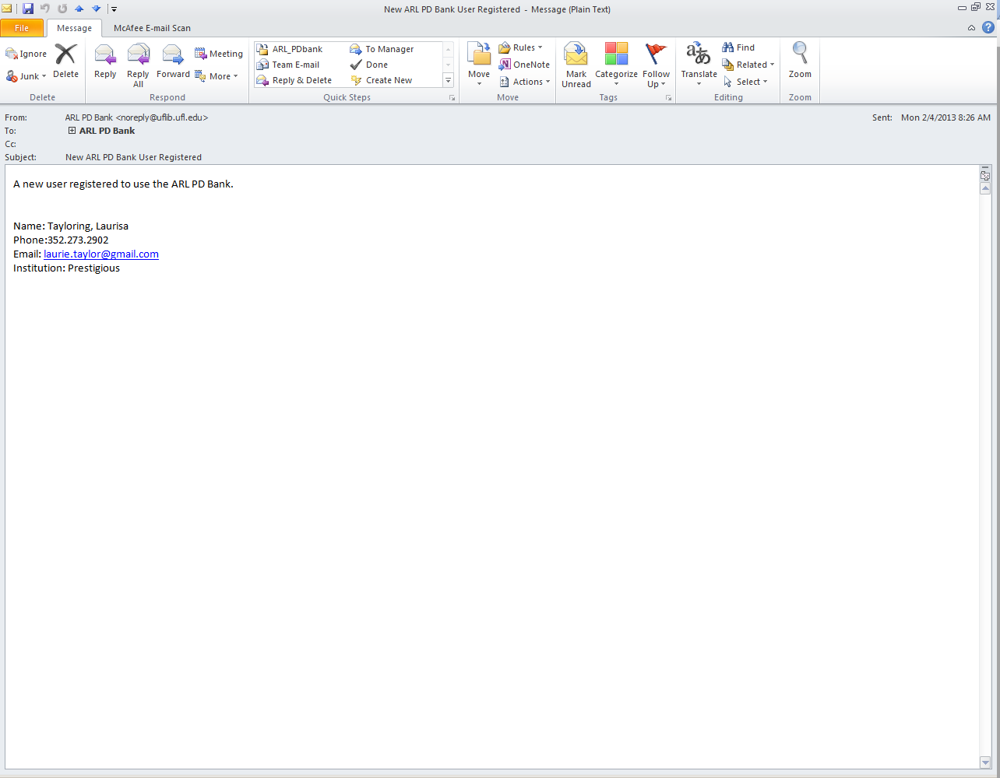 New ARL PD Bank User Registered - Message (Plain Text)
File Message McAfee E-mail Scan
Ignore
Junk
Delete
Delete
Reply
Reply All
Forward
Meeting
More
Respond
ARL_PDbank To Manager
Team E-mail Done
Reply & Delete Create New
Quick Steps
Move
Rules
OneNote
Actions
Move
Mark Unread
Categorize
Follow Up
Tags
Translate
Find
Related
Select
Editing
Zoom
Zoom
From: ARL PD Bank <noreply@uflib.ufl.edu> Sent: Mon 2/4/2013 8:26 AM
To: ARL PD Bank
Cc:
Subject: New ARL PD Bank User Registered
A new user registered to use the ARL PD Bank.
Name: Tayloring, Laurisa
Phone:352.273.2902
Email: laurie.taylor@gmail.com
Institution: Prestigious